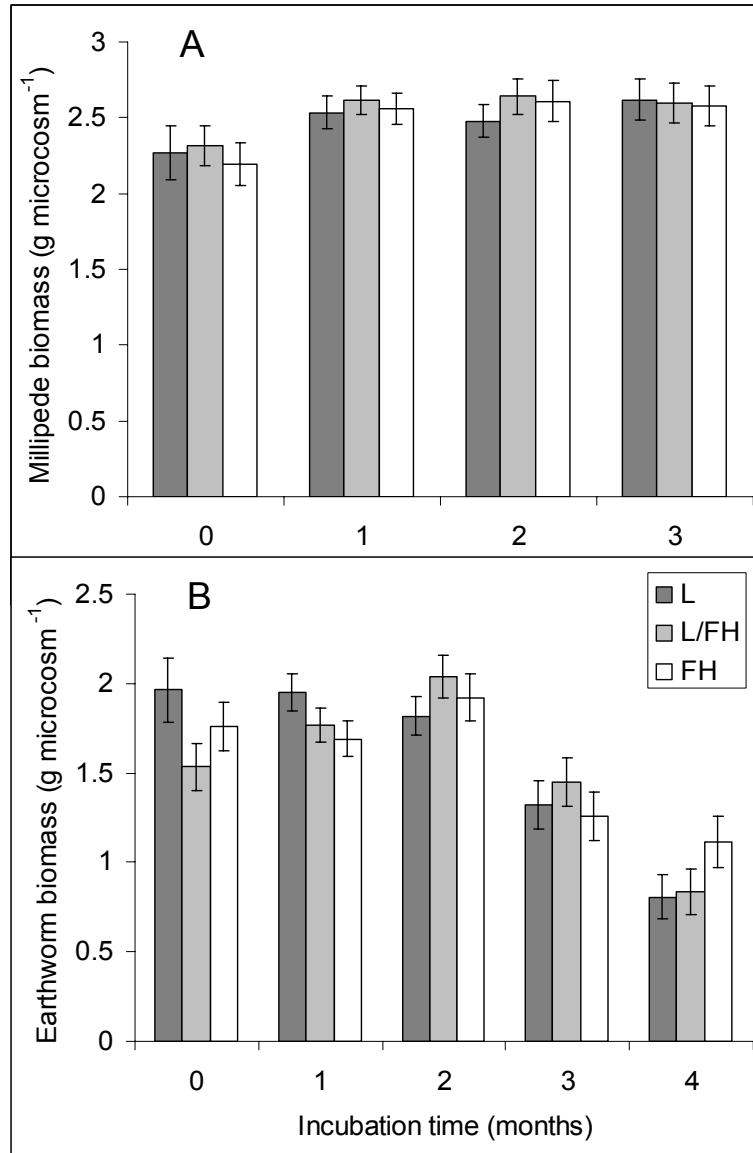 A
Millipede biomass (g microcosm-1)
3
2.5
2
1.5
1
0.5
0
0 1 2 3
B
Earthworm biomass (g microcosm-1)
2.5
2
1.5
1
0.5
0
L
L/FH
FH
0 1 2 3 4
Incubation time (months)